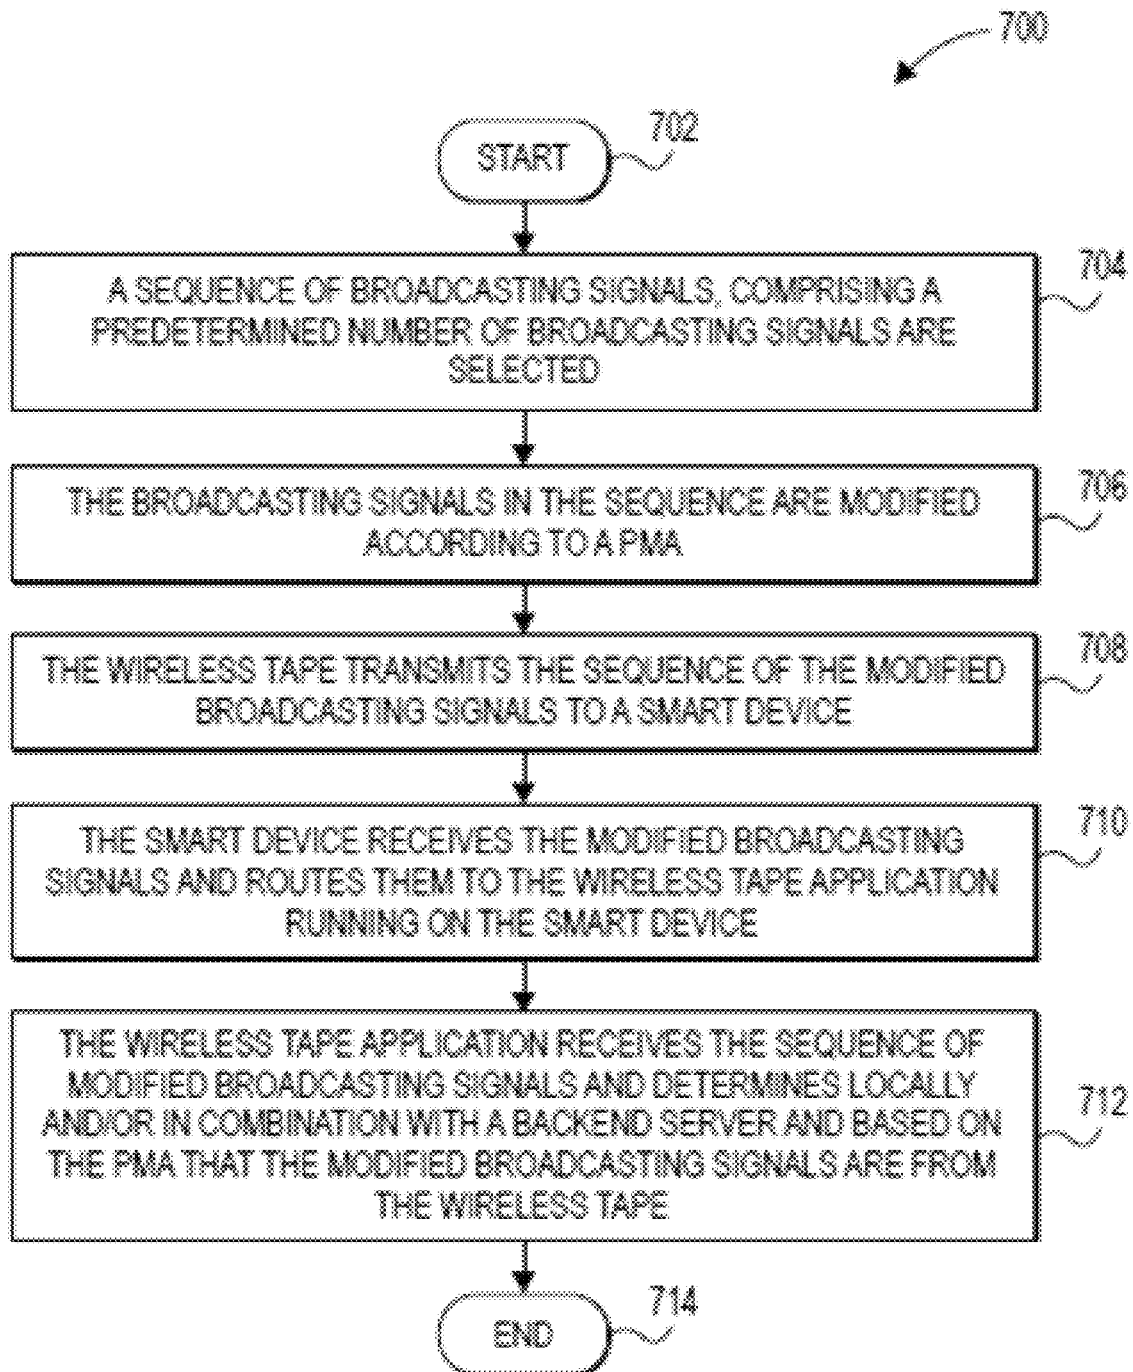 700
START
702
A SEQUENCE OF BROADCASTING SIGNALS, COMPRISING A
PREDETERMINED NUMBER OF BROADCASTING SIGNALS ARE
SELECTED
704
THE BROADCASTING SIGNALS IN THE SEQUENCE ARE MODIFIED
ACCORDING TO A PMA
706
THE WIRELESS TAPE TRANSMITS THE SEQUENCE OF THE MODIFIED
BROADCASTING SIGNALS TO A SMART DEVICE
708
THE SMART DEVICE RECEIVES THE MODIFIED BROADCASTING
SIGNALS AND ROUTES THEM TO THE WIRELESS TAPE APPLICATION
RUNNING ON THE SMART DEVICE
710
THE WIRELESS TAPE APPLICATION RECEIVES THE SEQUENCE OF
MODIFIED BROADCASTING SIGNALS AND DETERMINES LOCALLY
AND/OR IN COMBINATION WITH A BACKEND SERVER AND BASED ON
THE PMA THAT THE MODIFIED BROADCASTING SIGNALS ARE FROM
THE WIRELESS TAPE
712
END
714